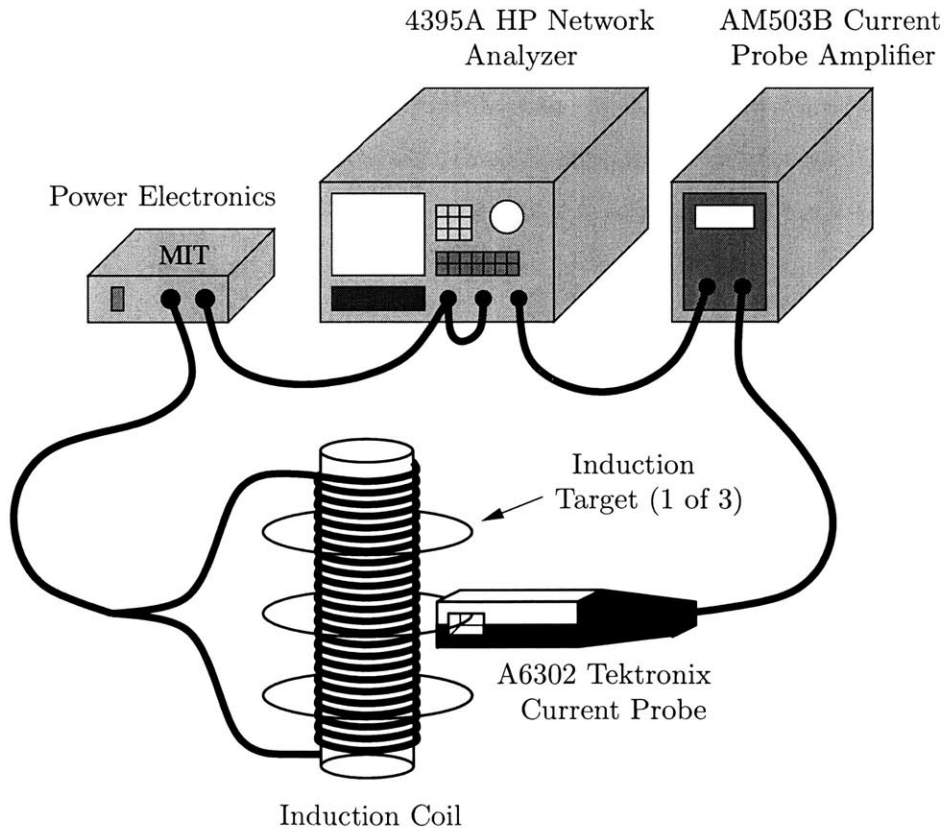 4395A HP Network
Analyzer
AM503B Current
Probe Amplifier
Power Electronics
MIT
Induction
Target (1 of 3)
A6302 Tektronix
Current Probe
Induction Coil